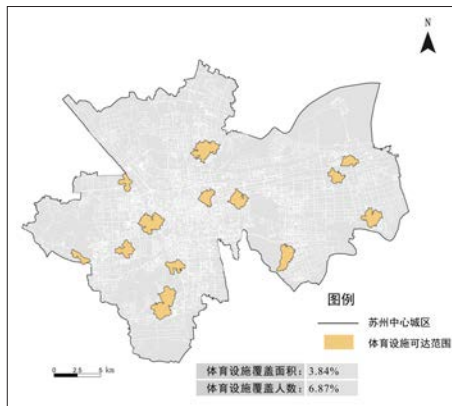 N
图例
苏州中心城区
体育设施可达范围
体育设施覆盖面积： 3.84%
体育设施覆盖人数： 6.87%
0 2.5 5 km